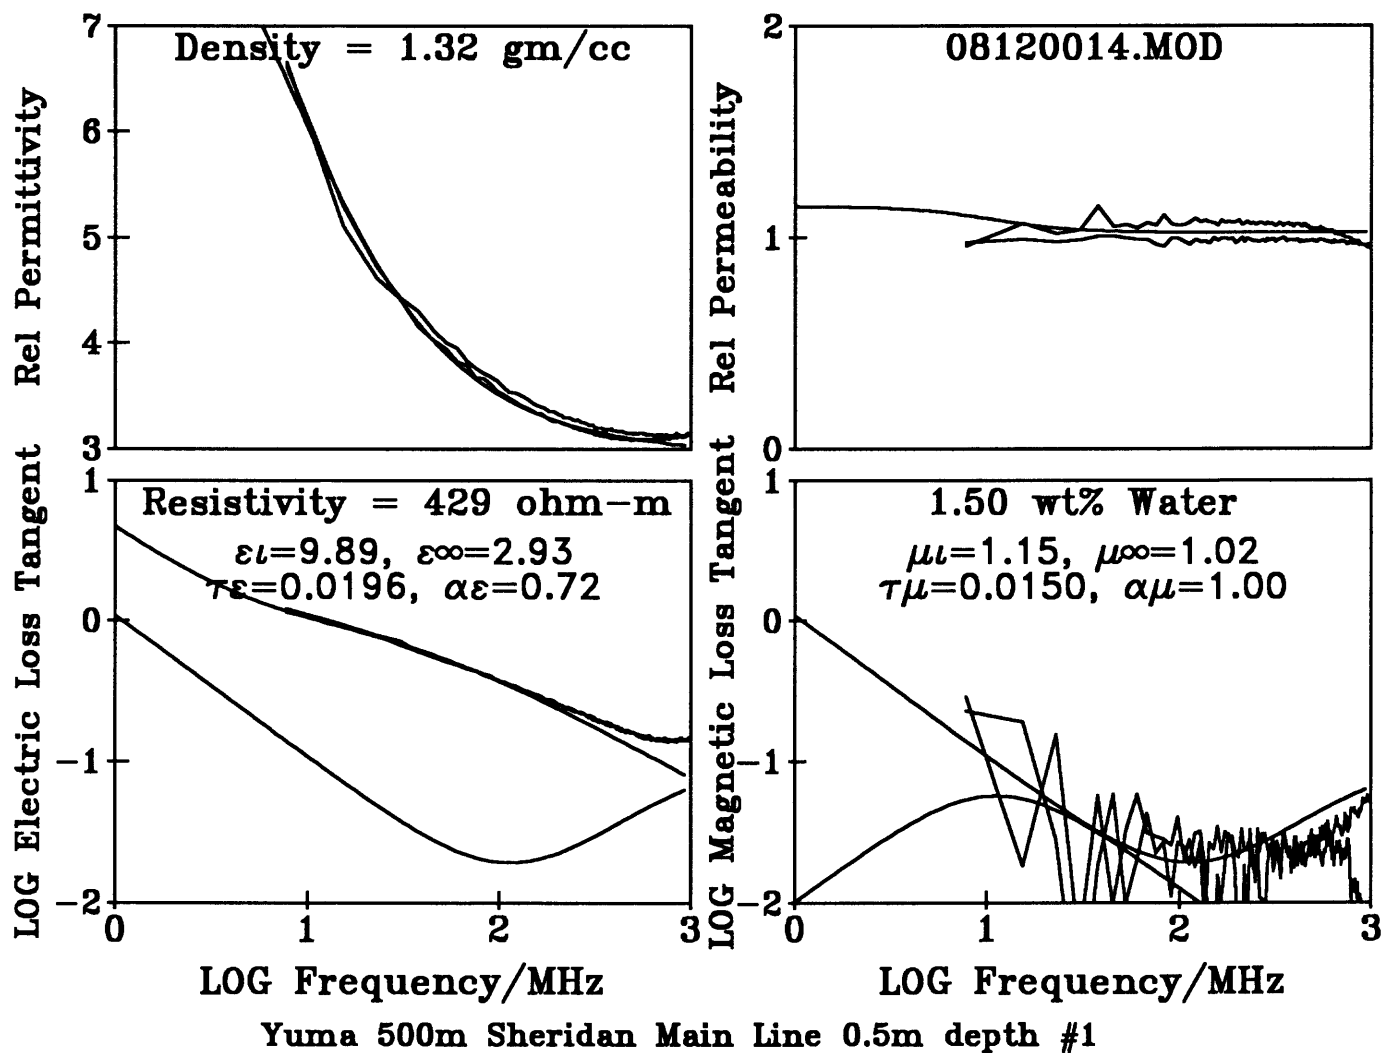 7
6
5
4
3
Rel Permittivity
Density = 1.32 gm/cc
2
1
0
Rel Permeability
08120014.MOD
1
0
−1
−2
LOG Electric Loss Tangent
Resistivity = 429 ohm−m
ει=9.89, ε∞=2.93
τε=0.0196, αε=0.72
0 1 2 3
LOG Frequency/MHz
1
0
−1
−2
LOG Magnetic Loss Tangent
1.50 wt% Water
μι=1.15, μ∞=1.02
τμ=0.0150, αμ=1.00
0 1 2 3
LOG Frequency/MHz
Yuma 500m Sheridan Main Line 0.5m depth #1